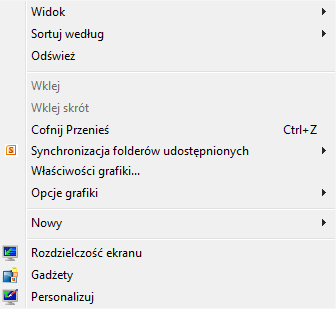 Widok
Sortuj według
Odśwież
Wklej
Wklej skrót
Cofnij Przenieś Ctrl+Z
Synchronizacja folderów udostępnionych
Właściwości grafiki...
Opcje grafiki
Nowy
Rozdzielczość ekranu
Gadżety
Personalizuj